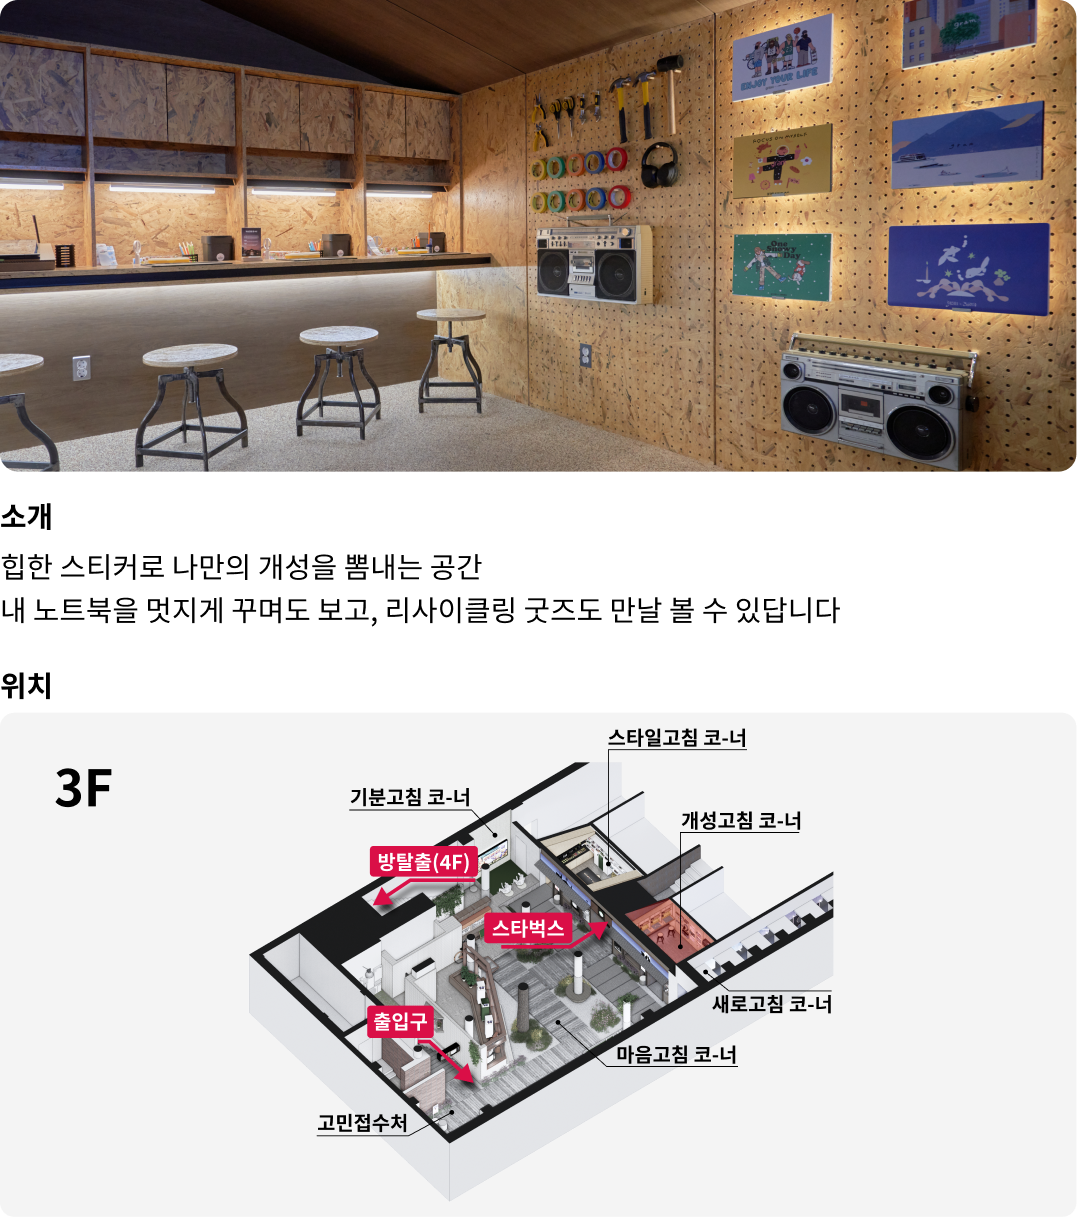 ENJOY YOUR LIFE
One
Snowy
Day
소개
힙한 스티커로 나만의 개성을 뽐내는 공간
내 노트북을 멋지게 꾸며도 보고, 리사이클링 굿즈도 만날 볼 수 있답니다
위치
3F
스타일고침 코-너
기분고침 코-너
개성고침 코-너
방탈출(4F)
스타벅스
새로고침 코-너
출입구
마음고침 코-너
고민접수처